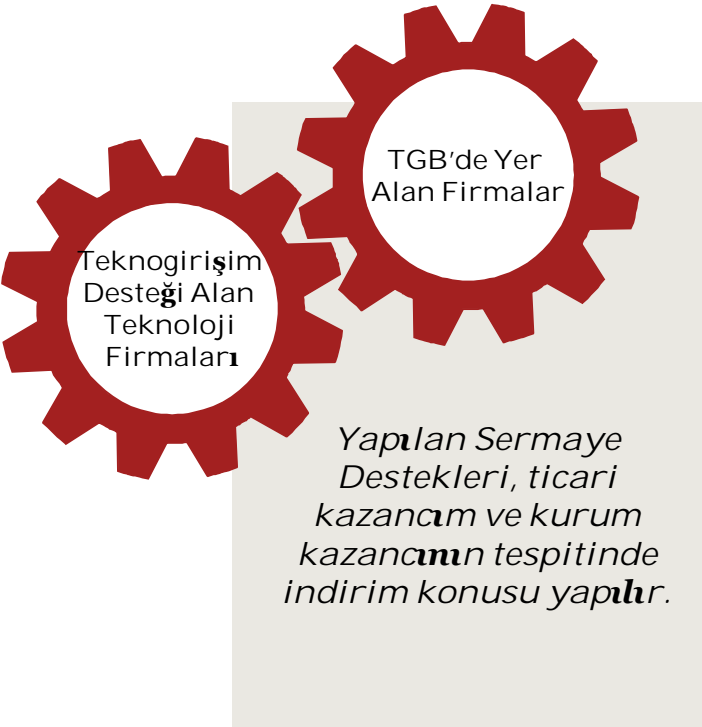 TGB'de Yer
Alan Firmalar
Teknogirişim
Desteği Alan
Teknoloji
Firmaları
Yapılan Sermaye
Destekleri, ticari
kazancım ve kurum
kazancının tespitinde
indirim konusu yapılır.